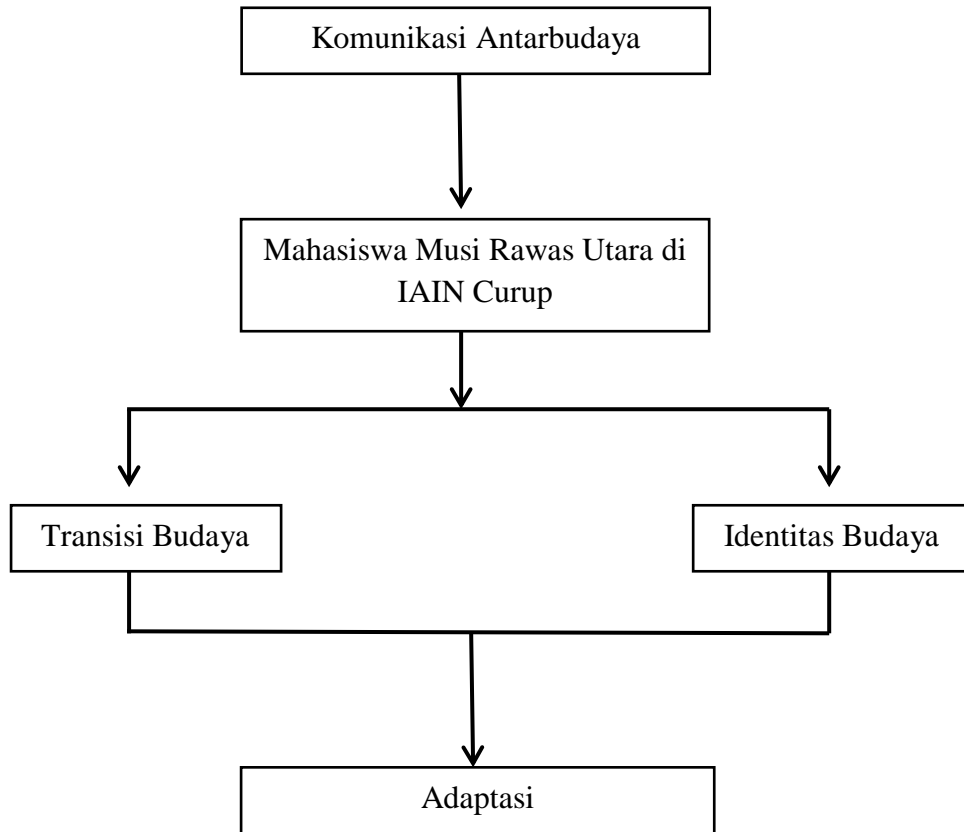 Komunikasi Antarbudaya
Mahasiswa Musi Rawas Utara di
IAIN Curup
Transisi Budaya
Identitas Budaya
Adaptasi